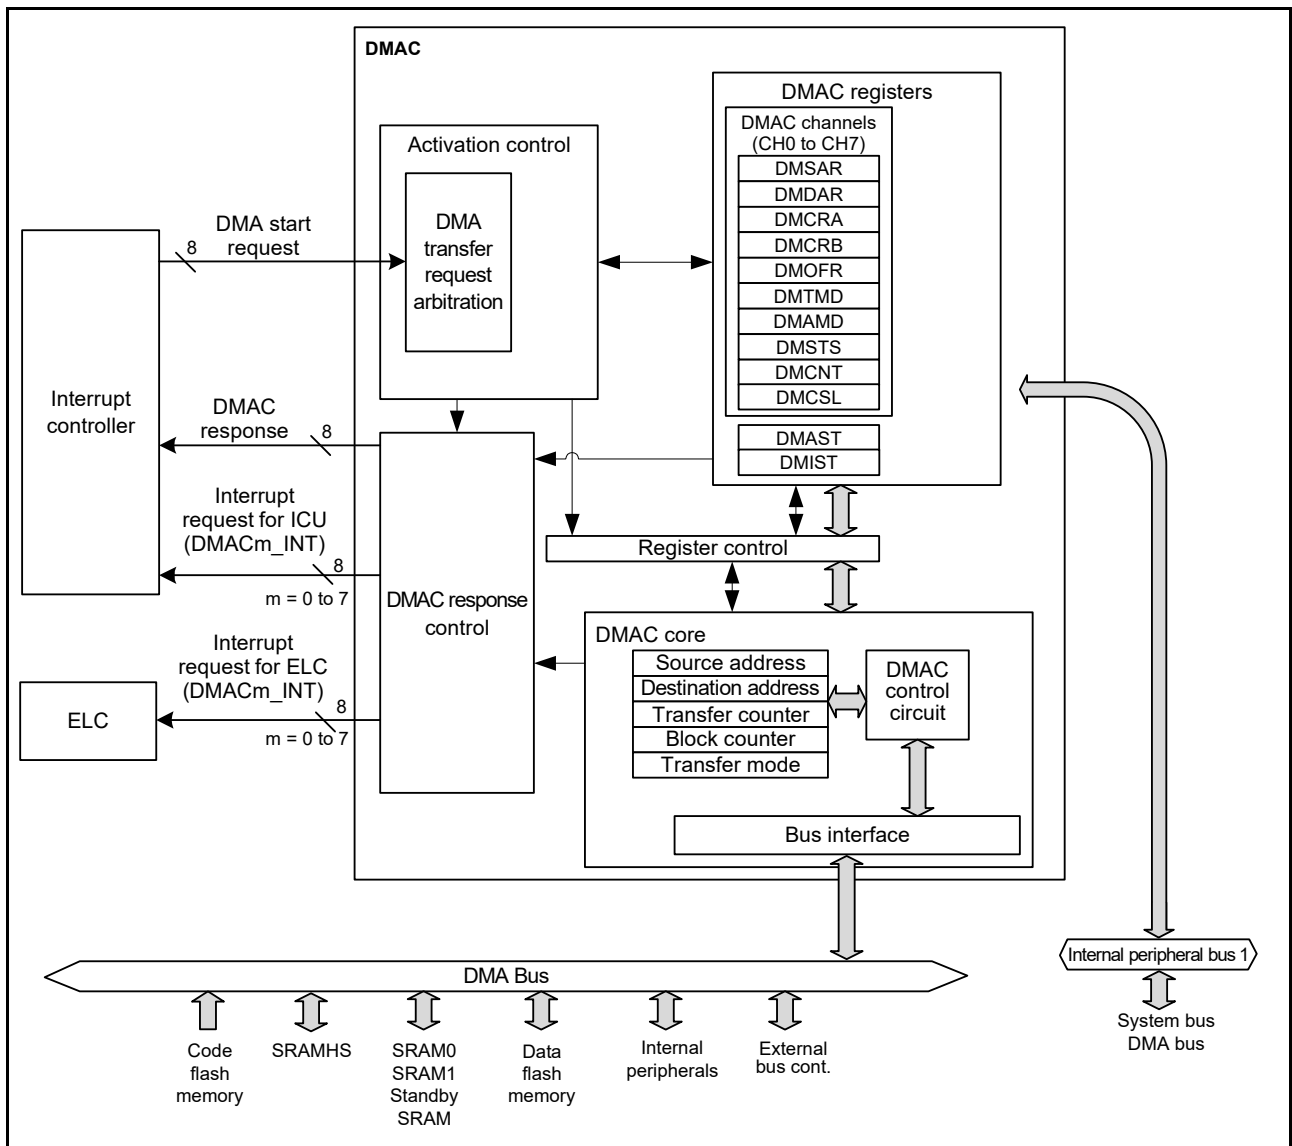 DMAC
DMAC registers
DMAC channels
(CH0 to CH7)
DMSAR
DMDAR
DMCRA
DMCRB
DMOFR
DMTMD
DMAMD
DMSTS
DMCNT
DMCSL
DMAST
DMIST
Activation control
DMA
transfer
request
arbitration
DMA start
request
8
Interrupt
controller
DMAC
response
8
Interrupt
request for ICU
(DMACm_INT)
8
m = 0 to 7
DMAC response
control
Interrupt
request for ELC
(DMACm_INT)
8
m = 0 to 7
ELC
Register control
DMAC core
Source address
Destination address
Transfer counter
Block counter
Transfer mode
DMAC
control
circuit
Bus interface
Internal peripheral bus 1
System bus
DMA bus
DMA Bus
Code
flash
memory
SRAMHS
SRAM0
SRAM1
Standby
SRAM
Data
flash
memory
Internal
peripherals
External
bus cont.